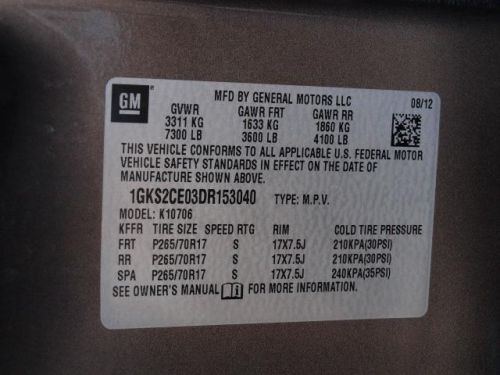 GM
MFD BY GENERAL MOTORS LLC
08/12
GVWR GAWR FRT GAWR RR
3311 KG 1633 KG 1860 KG
7300 LB 3600 LB 4100 LB
THIS VEHICLE CONFORMS TO ALL APPLICABLE U.S. FEDERAL MOTOR
VEHICLE SAFETY STANDARDS IN EFFECT ON THE DATE OF
MANUFACTURE SHOWN ABOVE.
1GKS2CE03DR153040 TYPE: M.P.V.
MODEL: K10706
KFFR TIRE SIZE SPEED RTG RIM COLD TIRE PRESSURE
FRT P265/70R17 S 17X7.5J 210KPA(30PSI)
RR P265/70R17 S 17X7.5J 210KPA(30PSI)
SPA P265/70R17 S 17X7.5J 240KPA(35PSI)
SEE OWNER'S MANUAL FOR MORE INFORMATION.